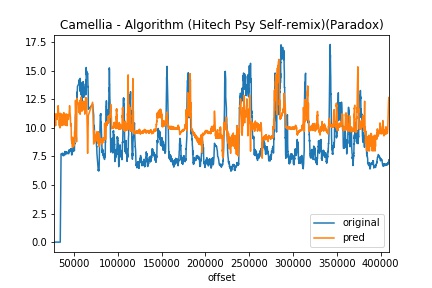 Camellia - Algorithm (Hitech Psy Self-remix)(Paradox)
17.5
15.0
12.5
10.0
7.5
5.0
2.5
0.0
50000 100000 150000 200000 250000 300000 350000 400000
offset
original
pred